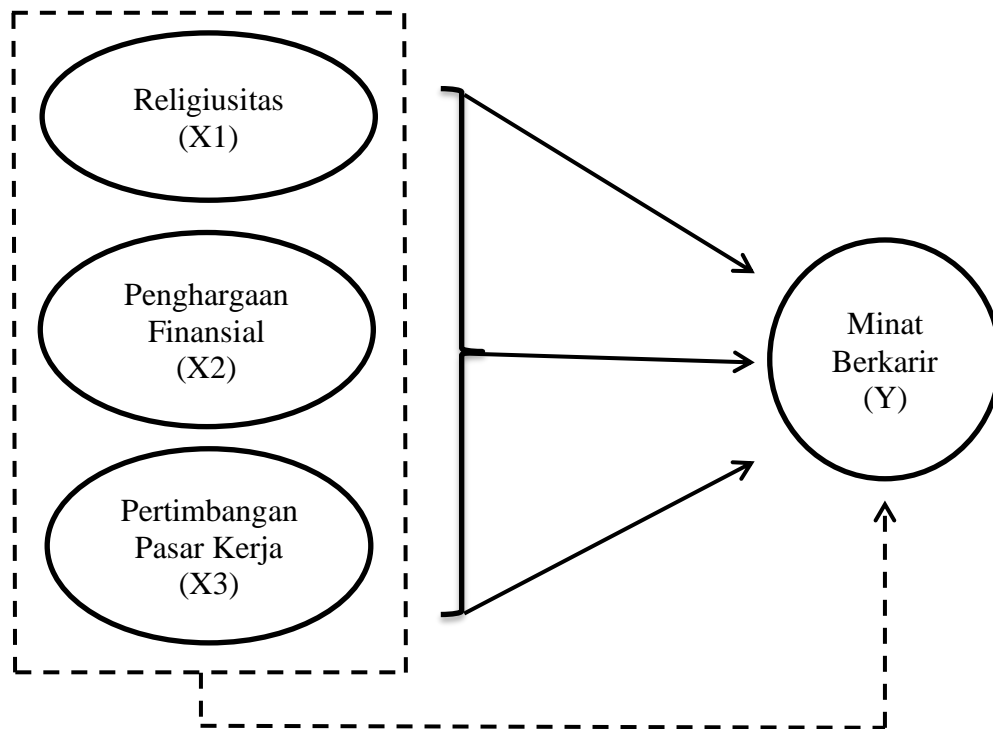 Religiusitas
(X1)
Penghargaan
Finansial
(X2)
Pertimbangan
Pasar Kerja
(X3)
Minat
Berkarir
(Y)